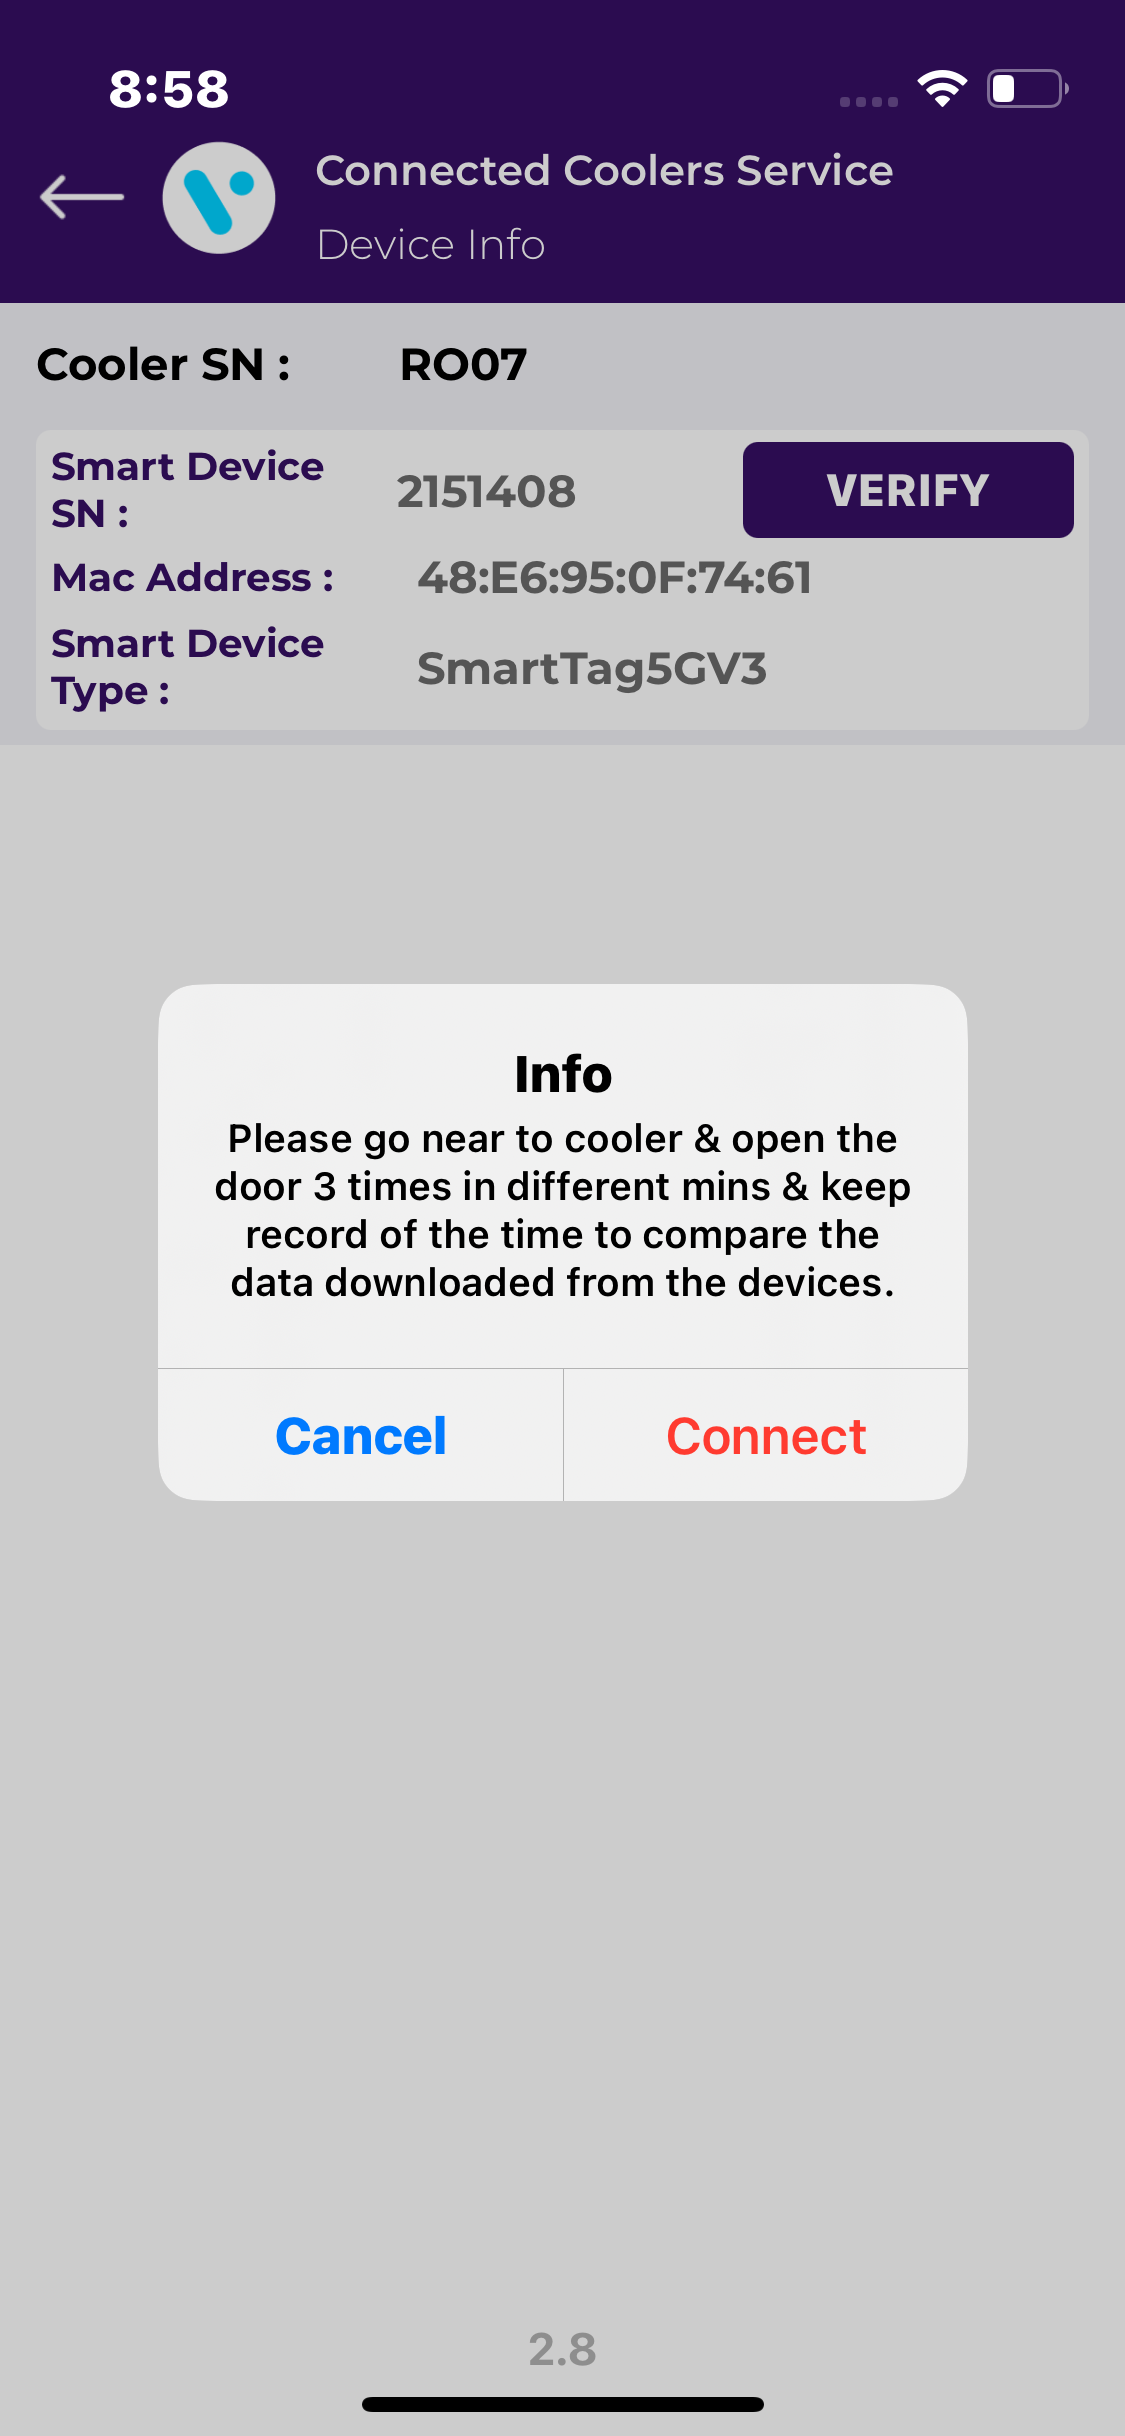 8:58
Connected Coolers Service
Device Info
Cooler SN : RO07
Smart Device
SN : 2151408 VERIFY
Mac Address : 48:E6:95:0F:74:61
Smart Device
Type : SmartTag5GV3
Info
Please go near to cooler & open the
door 3 times in different mins & keep
record of the time to compare the
data downloaded from the devices.
Cancel Connect
2.8